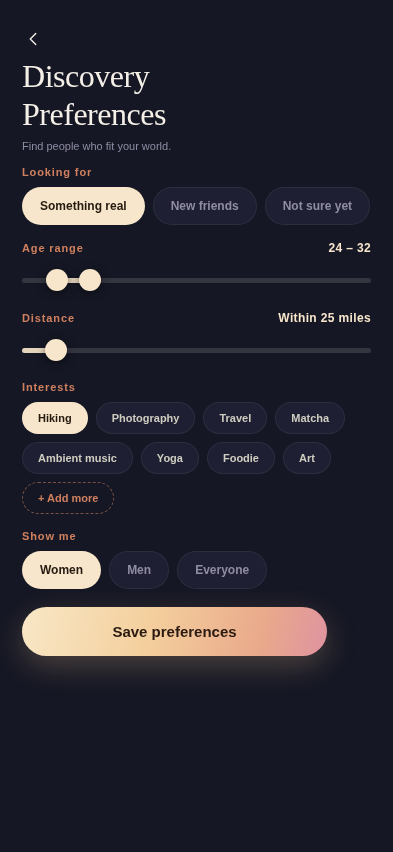 Discovery
Preferences
Find people who fit your world.
Looking for
Something real New friends Not sure yet
Age range 24 – 32
Distance Within 25 miles
Interests
Hiking Photography Travel Matcha
Ambient music Yoga Foodie Art
+ Add more
Show me
Women Men Everyone
Save preferences